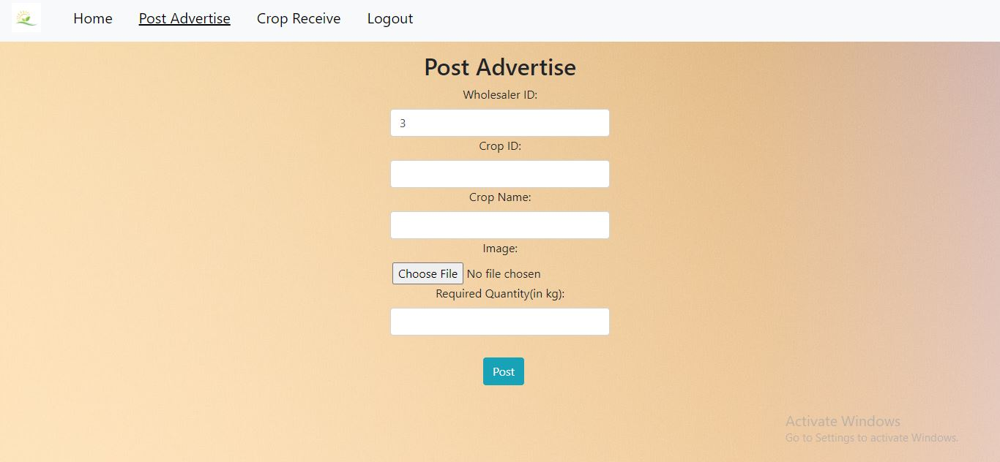 Home Post Advertise Crop Receive Logout
Post Advertise
Wholesaler ID:
3
Crop ID:
Crop Name:
Image:
Choose File No file chosen
Required Quantity(in kg):
Post
Activate Windows
Go to Settings to activate Windows.